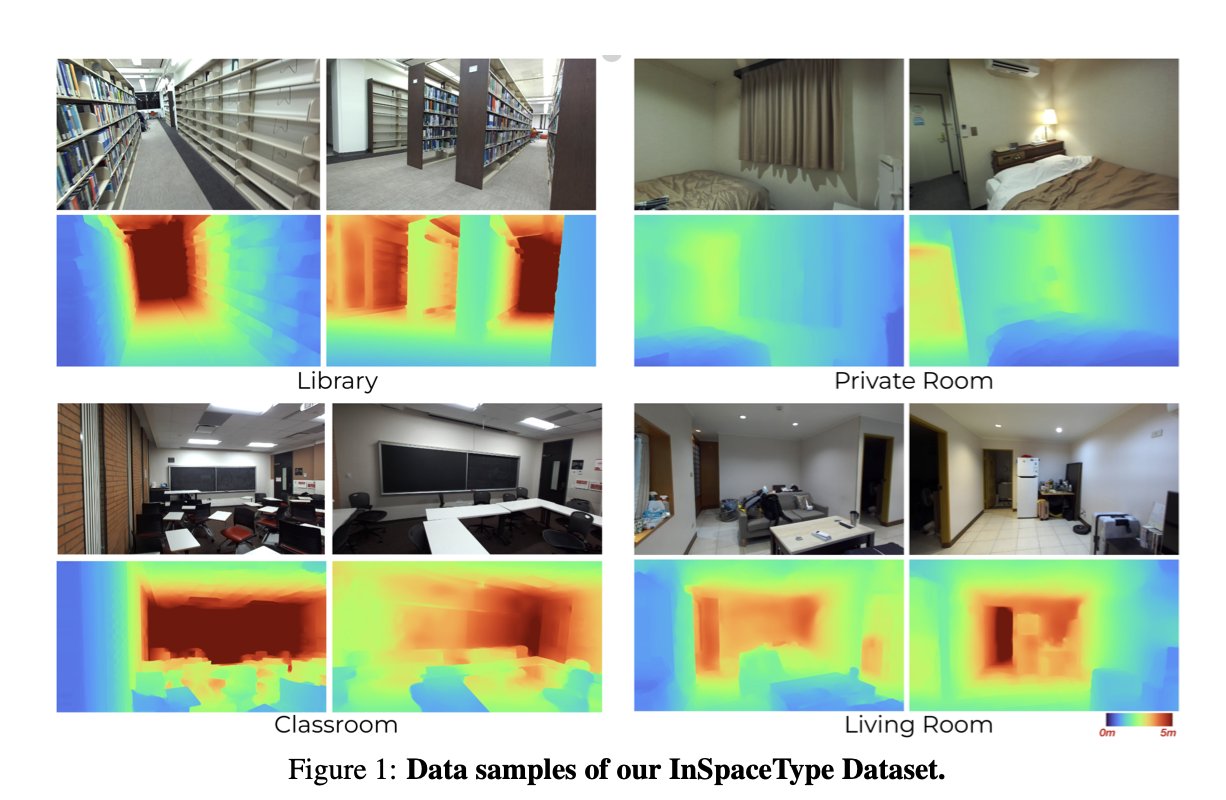 Library
Private Room
Classroom
Living Room
0m
5m
Figure 1: Data samples of our InSpaceType Dataset.